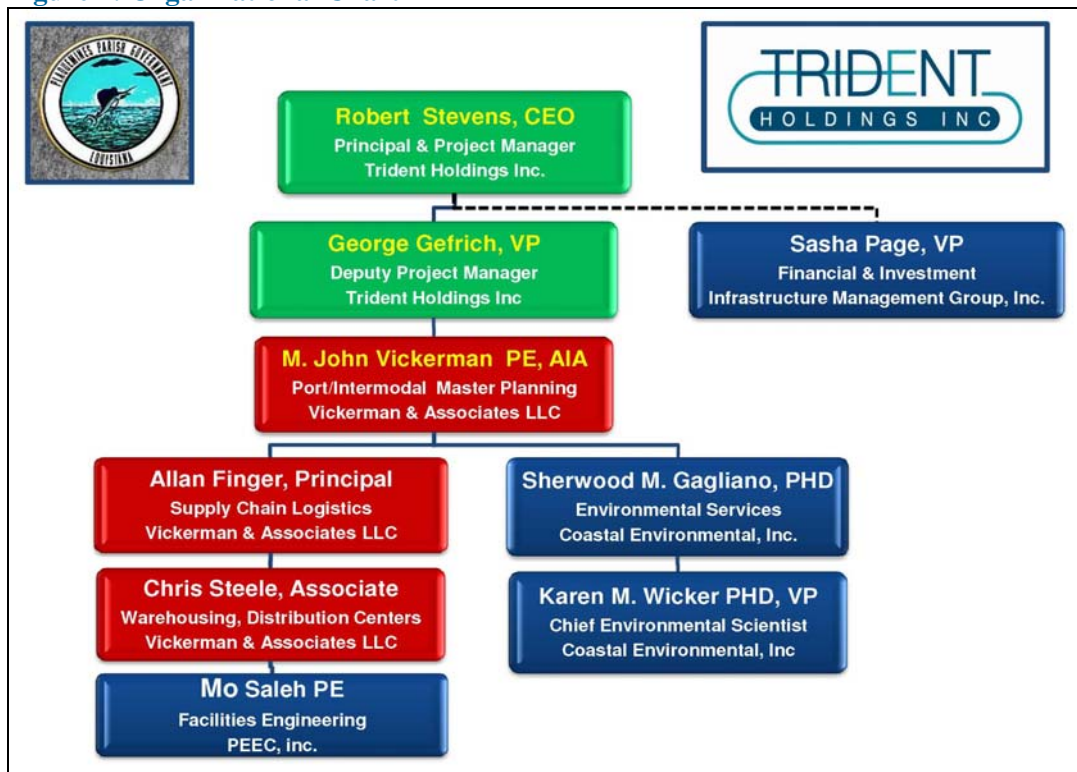 PLAQUEMINES PARISH GOVERNMENT
LOUISIANA
TRIDENT
HOLDINGS INC
Robert Stevens, CEO
Principal & Project Manager
Trident Holdings Inc.
George Gefrich, VP
Deputy Project Manager
Trident Holdings Inc
Sasha Page, VP
Financial & Investment
Infrastructure Management Group, Inc.
M. John Vickerman PE, AIA
Port/Intermodal Master Planning
Vickerman & Associates LLC
Allan Finger, Principal
Supply Chain Logistics
Vickerman & Associates LLC
Sherwood M. Gagliano, PHD
Environmental Services
Coastal Environmental, Inc.
Chris Steele, Associate
Warehousing, Distribution Centers
Vickerman & Associates LLC
Karen M. Wicker PHD, VP
Chief Environmental Scientist
Coastal Environmental, Inc
Mo Saleh PE
Facilities Engineering
PEEC, inc.